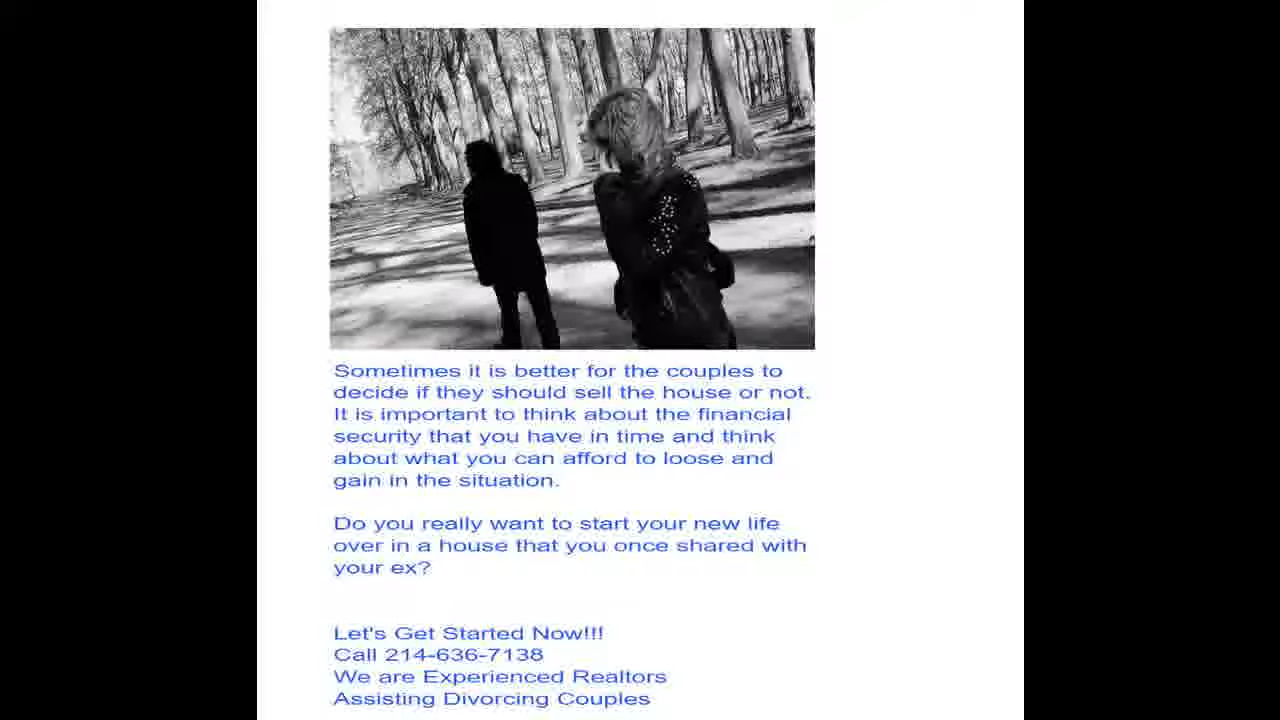 Sometimes it is better for the couples to
decide if they should sell the house or not.
It is important to think about the financial
security that you have in time and think
about what you can afford to loose and
gain in the situation.
Do you really want to start your new life
over in a house that you once shared with
your ex?
Let's Get Started Now!!!
Call 214-636-7138
We are Experienced Realtors
Assisting Divorcing Couples